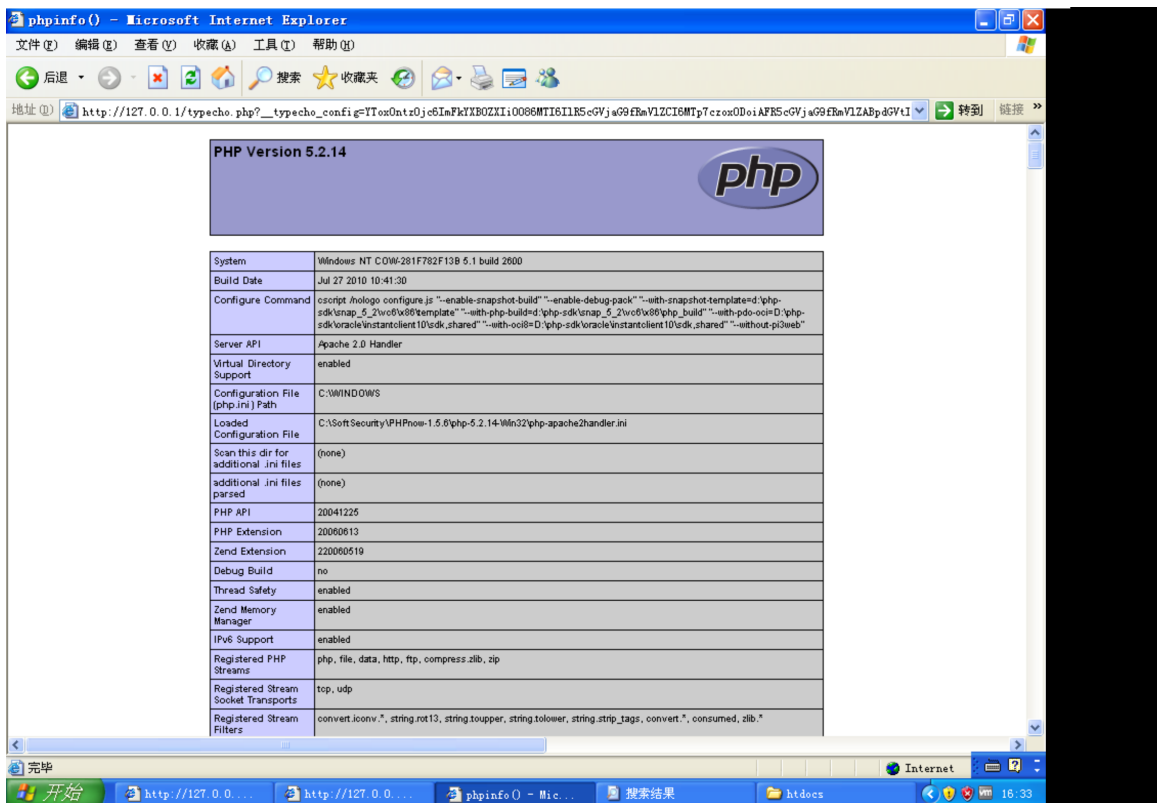 phpinfo() - Microsoft Internet Explorer
文件(F) 编辑(E) 查看(V) 收藏(A) 工具(T) 帮助(H)
后退 搜索 收藏夹
地址(D) http://127.0.0.1/typecho.php?__typecho_config= 转到 链接 »
PHP Version 5.2.14
php
System Windows NT COW-281F782F13B 5.1 build 2600
Build Date Jul 27 2010 10:41:30
Configure Command cscript /nologo configure.js "--enable-snapshot-build" "--enable-debug-pack" "--with-snapshot-template=d:\php-
sdk\snap_5_2\vc6\x86\template" "--with-php-build=d:\php-sdk\snap_5_2\vc6\x86\php_build" "--with-pdo-oci=D:\php-
sdk\oracle\instantclient10\sdk,shared" "--with-oci8=D:\php-sdk\oracle\instantclient10\sdk,shared" "--without-pi3web"
Server API Apache 2.0 Handler
Virtual Directory enabled
Support
Configuration File C:\WINDOWS
(php.ini) Path
Loaded C:\SoftSecurity\PHPnow-1.5.6\php-5.2.14-Win32\php-apache2handler.ini
Configuration File
Scan this dir for (none)
additional .ini files
additional .ini files (none)
parsed
PHP API 20041225
PHP Extension 20060613
Zend Extension 220060519
Debug Build no
Thread Safety enabled
Zend Memory enabled
Manager
IPv6 Support enabled
Registered PHP php, file, data, http, ftp, compress.zlib, zip
Streams
Registered Stream tcp, udp
Socket Transports
Registered Stream convert.iconv.*, string.rot13, string.toupper, string.tolower, string.strip_tags, convert.*, consumed, zlib.*
Filters
完毕 Internet
开始 http://127.0.0.... http://127.0.0.... phpinfo() - Mic... 搜索结果 htdocs 16:33